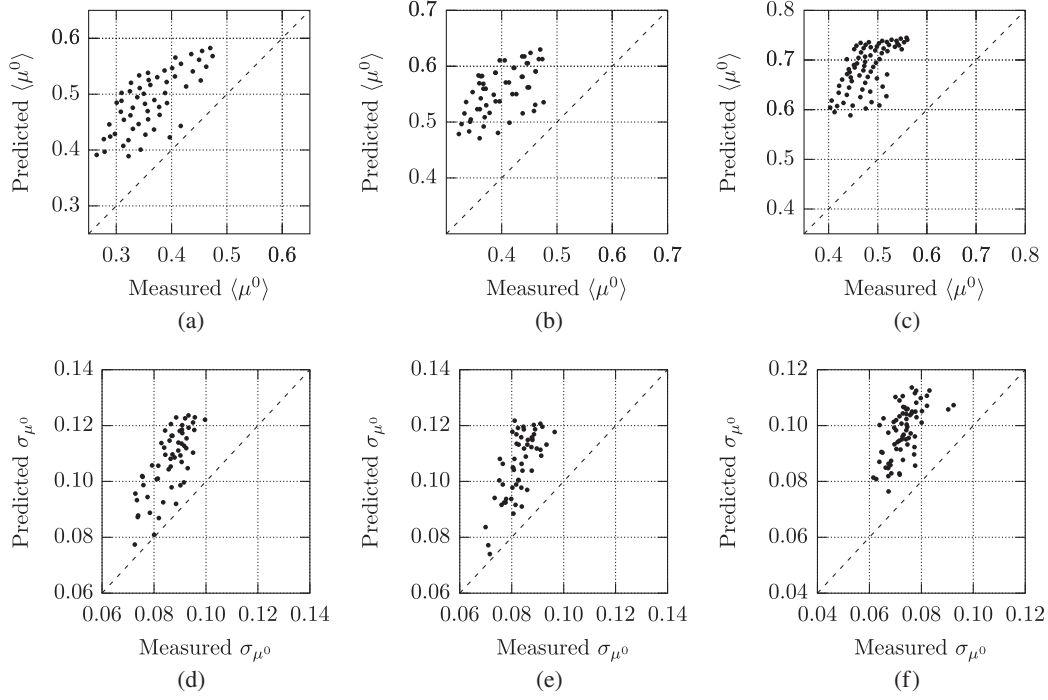 Predicted ⟨μ⁰⟩
0.6
0.5
0.4
0.3
0.3 0.4 0.5 0.6
Measured ⟨μ⁰⟩
(a)
Predicted ⟨μ⁰⟩
0.7
0.6
0.5
0.4
0.4 0.5 0.6 0.7
Measured ⟨μ⁰⟩
(b)
Predicted ⟨μ⁰⟩
0.8
0.7
0.6
0.5
0.4
0.4 0.5 0.6 0.7 0.8
Measured ⟨μ⁰⟩
(c)
Predicted σμ⁰
0.14
0.12
0.10
0.08
0.06
0.06 0.08 0.10 0.12 0.14
Measured σμ⁰
(d)
Predicted σμ⁰
0.14
0.12
0.10
0.08
0.06
0.06 0.08 0.10 0.12 0.14
Measured σμ⁰
(e)
Predicted σμ⁰
0.12
0.10
0.08
0.06
0.04
0.04 0.06 0.08 0.10 0.12
Measured σμ⁰
(f)